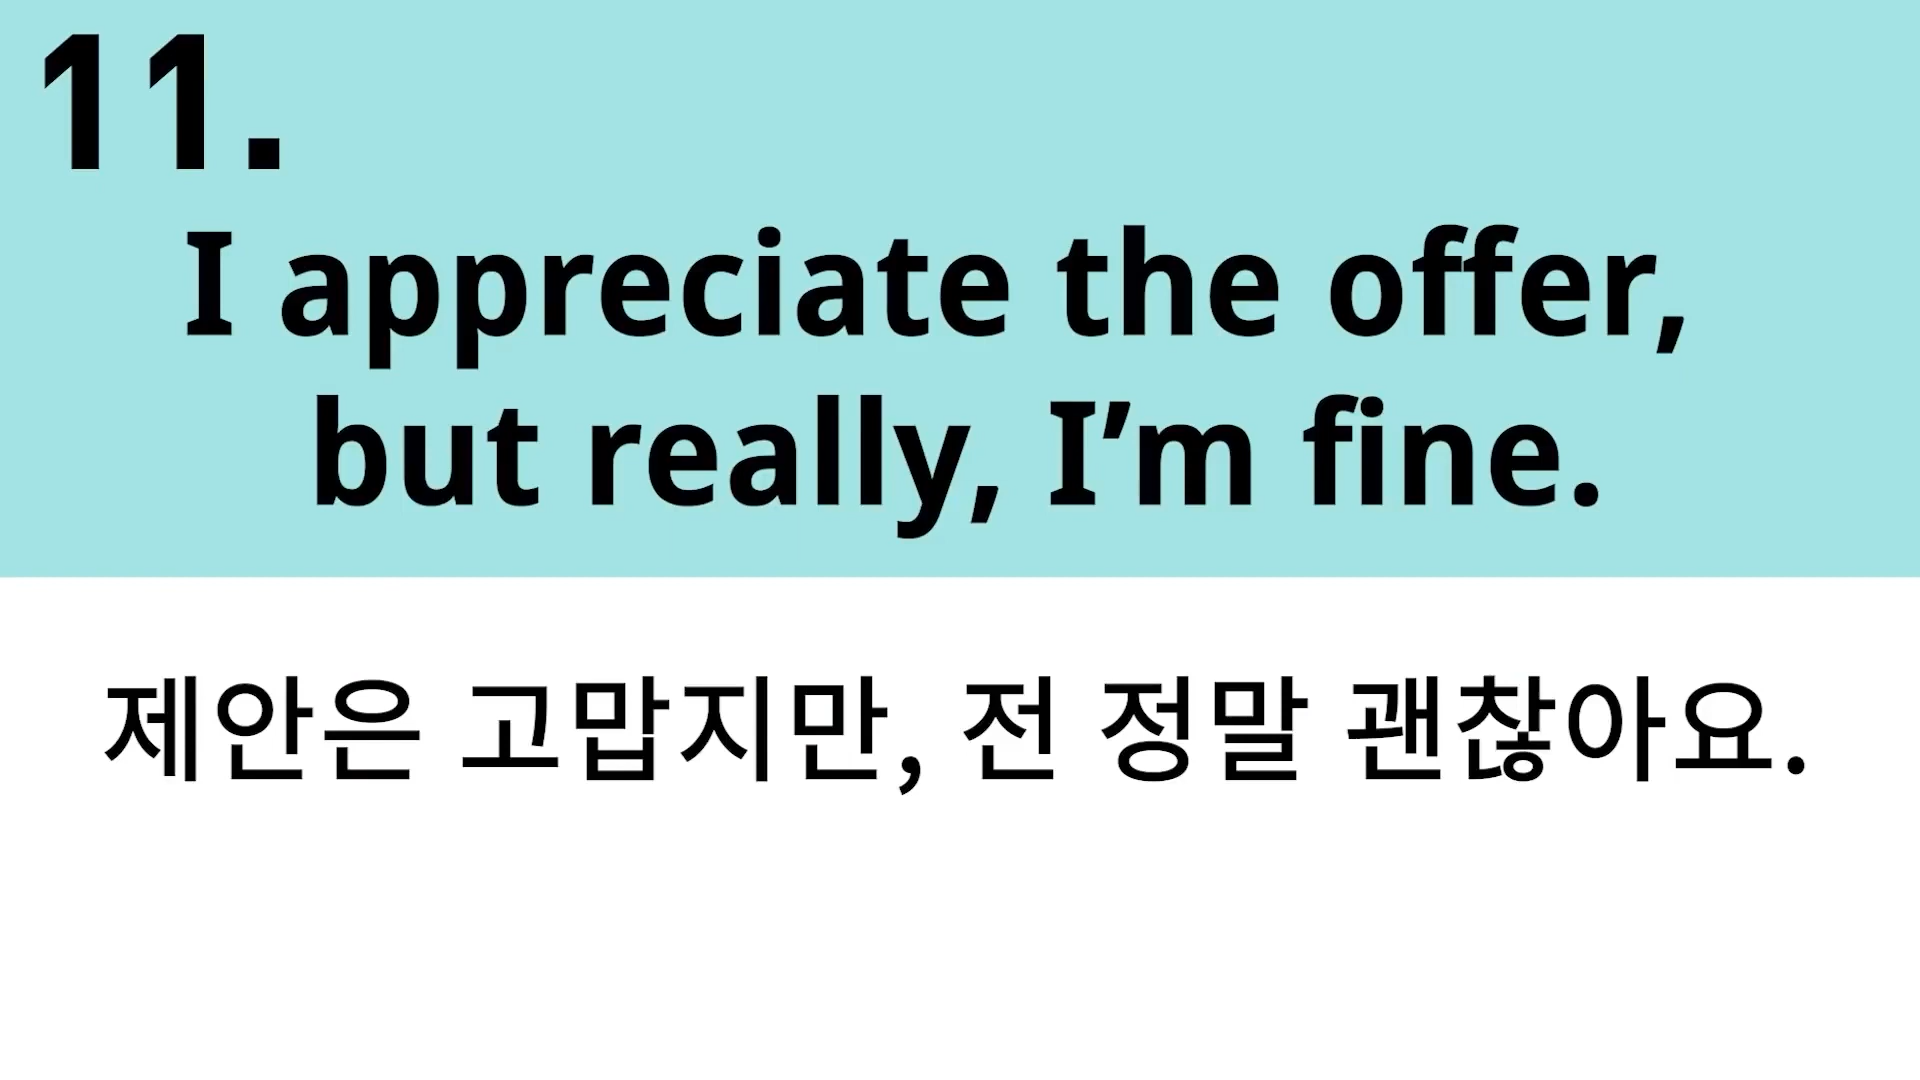 11.
I appreciate the offer,
but really, I’m fine.
제안은 고맙지만, 전 정말 괜찮아요.